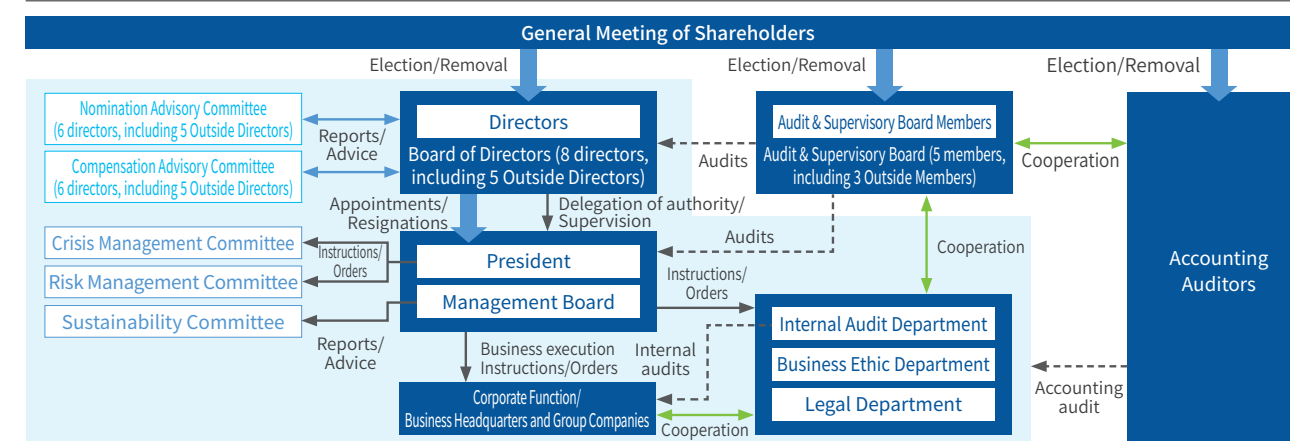 General Meeting of Shareholders
Election/Removal
Election/Removal
Election/Removal
Nomination Advisory Committee
(6 directors, including 5 Outside Directors)
Compensation Advisory Committee
(6 directors, including 5 Outside Directors)
Reports/
Advice
Directors
Board of Directors (8 directors,
including 5 Outside Directors)
Audits
Audit & Supervisory Board Members
Audit & Supervisory Board (5 members,
including 3 Outside Members)
Cooperation
Accounting
Auditors
Appointments/
Resignations
Delegation of authority/
Supervision
Audits
Cooperation
Crisis Management Committee
Risk Management Committee
Sustainability Committee
Instructions/
Orders
President
Management Board
Instructions/
Orders
Reports/
Advice
Business execution
Instructions/Orders
Internal
audits
Internal Audit Department
Business Ethic Department
Legal Department
Accounting
audit
Corporate Function/
Business Headquarters and Group Companies
Cooperation